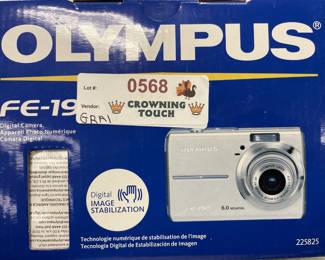 OLYMPUS®
FE-19
Lot #: 0568
Vendor: CROWNING
TOUCH
GRAI
Digital Camera
Appareil Photo Numérique
Cámara Digital
OLYMPUS
6.0 MEGAPIXEL
Digital
IMAGE
STABILIZATION
Technologie numérique de stabilisation de l'image
Tecnología Digital de Estabilización de Imagen
225825